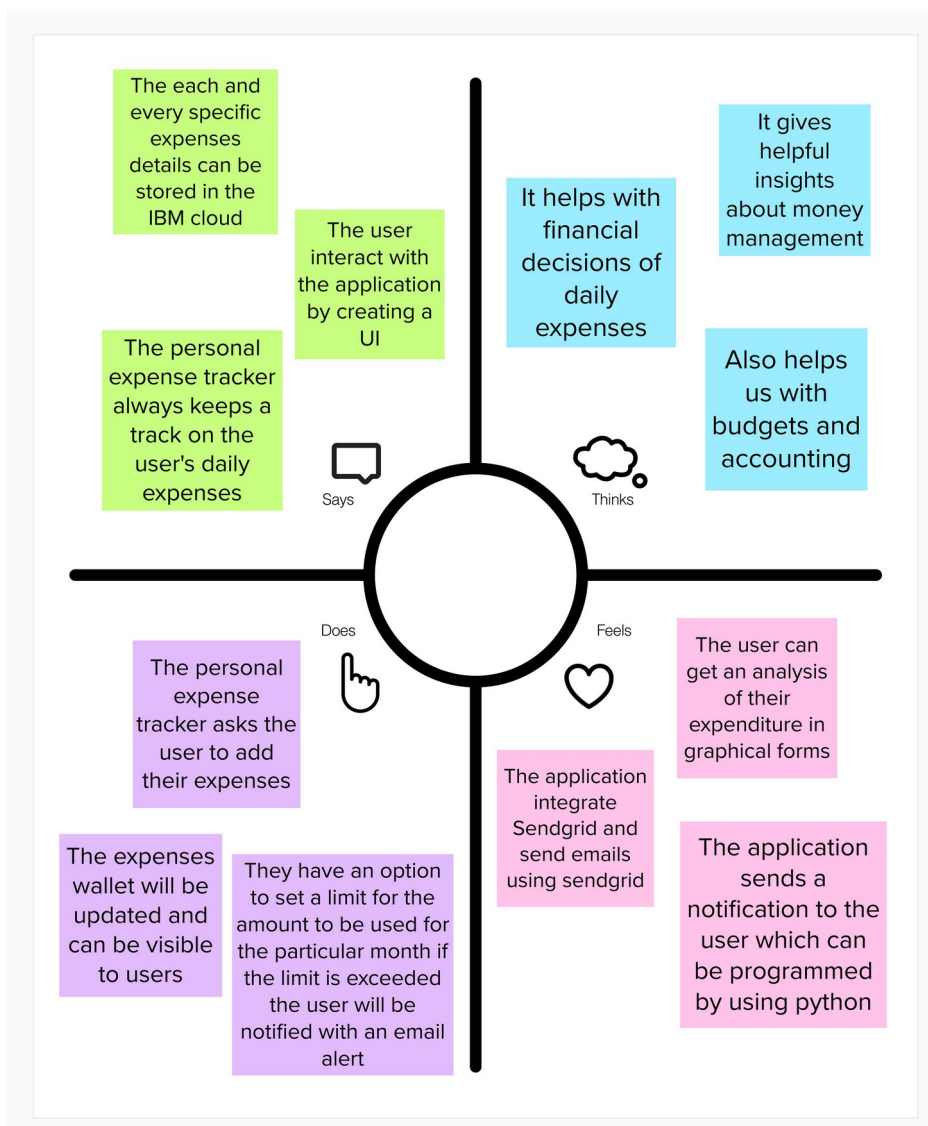 The each and
every specific
expenses
details can be
stored in the
IBM cloud
The user
interact with
the application
by creating a
UI
The personal
expense tracker
always keeps a
track on the
user's daily
expenses
Says
It gives
helpful
insights
about money
management
It helps with
financial
decisions of
daily
expenses
Also helps
us with
budgets and
accounting
Thinks
Does
The personal
expense
tracker asks the
user to add
their expenses
The expenses
wallet will be
updated and
can be visible
to users
They have an option
to set a limit for the
amount to be used for
the particular month if
the limit is exceeded
the user will be
notified with an email
alert
Feels
The user can
get an analysis
of their
expenditure in
graphical forms
The application
integrate
Sendgrid and
send emails
using sendgrid
The application
sends a
notification to the
user which can
be programmed
by using python